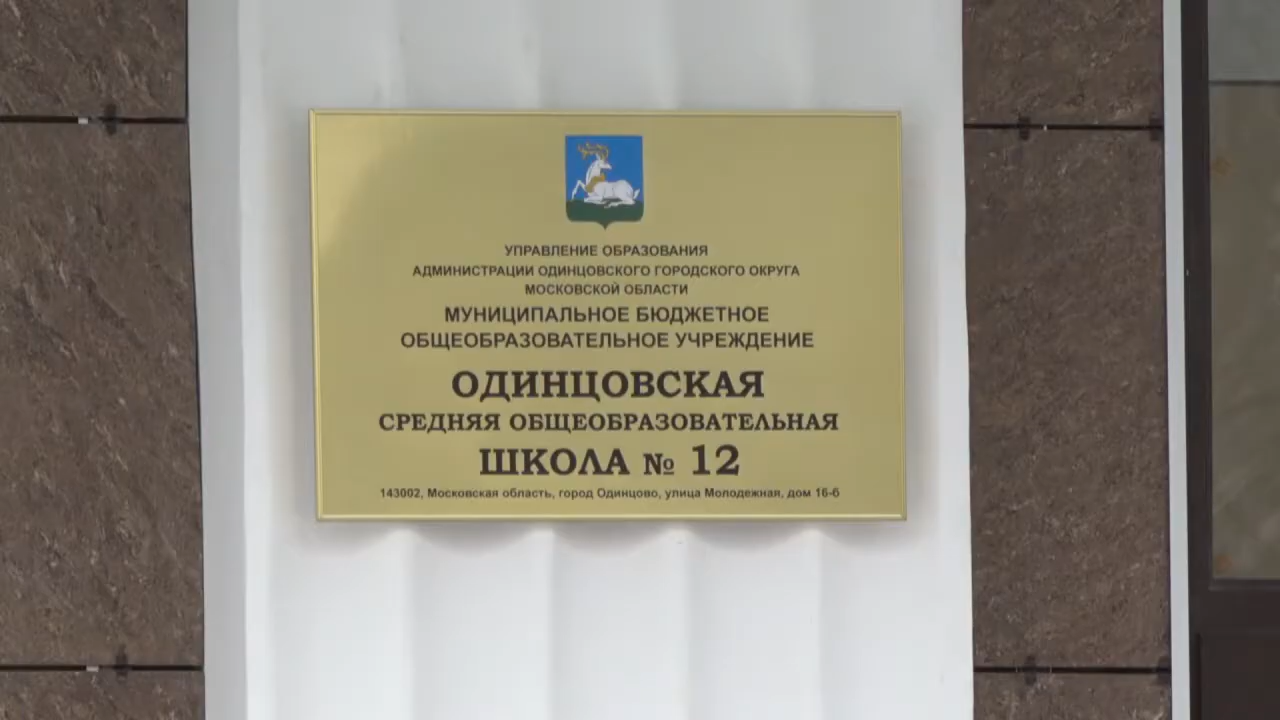 УПРАВЛЕНИЕ ОБРАЗОВАНИЯ
АДМИНИСТРАЦИИ ОДИНЦОВСКОГО ГОРОДСКОГО ОКРУГА
МОСКОВСКОЙ ОБЛАСТИ
МУНИЦИПАЛЬНОЕ БЮДЖЕТНОЕ
ОБЩЕОБРАЗОВАТЕЛЬНОЕ УЧРЕЖДЕНИЕ
ОДИНЦОВСКАЯ
СРЕДНЯЯ ОБЩЕОБРАЗОВАТЕЛЬНАЯ
ШКОЛА № 12
143002, Московская область, город Одинцово, улица Молодежная, дом 16-б